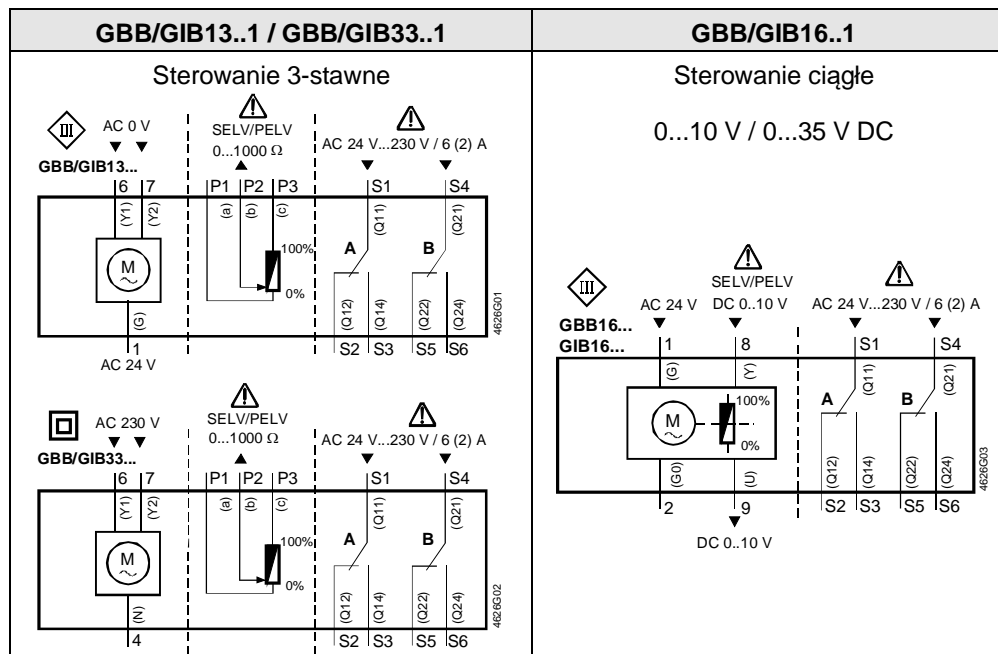 GBB/GIB13..1 / GBB/GIB33..1
GBB/GIB16..1
Sterowanie 3-stawne
Sterowanie ciągłe
0...10 V / 0...35 V DC
III
AC 0 V
SELV/PELV
0...1000 Ω
AC 24 V...230 V / 6 (2) A
GBB/GIB13...
6 7 P1 P2 P3 S1 S4
(Y1) (Y2) (a) (b) (c) (Q11) (Q21)
M
100%
0%
A B
(G) (Q12) (Q14) (Q22) (Q24)
1 S2 S3 S5 S6
AC 24 V
4626G01
AC 230 V
SELV/PELV
0...1000 Ω
AC 24 V...230 V / 6 (2) A
GBB/GIB33...
6 7 P1 P2 P3 S1 S4
(Y1) (Y2) (a) (b) (c) (Q11) (Q21)
M
100%
0%
A B
(N) (Q12) (Q14) (Q22) (Q24)
4 S2 S3 S5 S6
4626G02
III
AC 24 V
SELV/PELV
DC 0..10 V
AC 24 V...230 V / 6 (2) A
GBB16...
GIB16...
1 8 S1 S4
(G) (Y) (Q11) (Q21)
M
100%
0%
A B
(G0) (U) (Q12) (Q14) (Q22) (Q24)
2 9 S2 S3 S5 S6
DC 0..10 V
4626G03